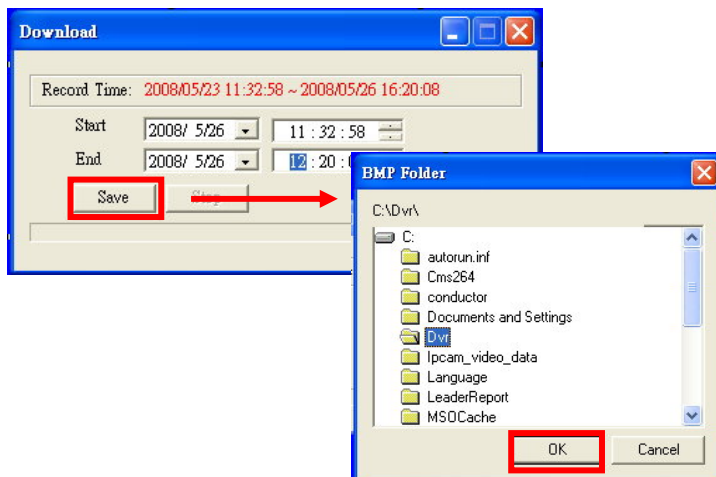 Download
Record Time: 2008/05/23 11:32:58 ~ 2008/05/26 16:20:08
Start 2008/ 5/26 11 : 32 : 58
End 2008/ 5/26 12 : 20 :
Save Stop
BMP Folder
C:\Dvr\
C:
autorun.inf
Cms264
conductor
Documents and Settings
Dvr
Ipcam_video_data
Language
LeaderReport
MSOCache
OK Cancel